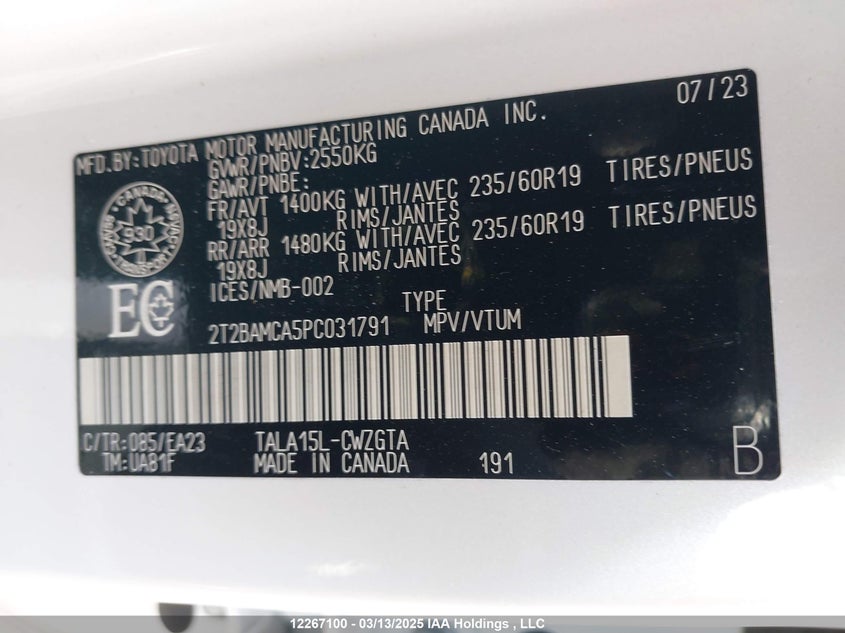 07/23
MFD.BY:TOYOTA MOTOR MANUFACTURING CANADA INC.
GVWR/PNBV:2550KG
GAWR/PNBE:
FR/AVT 1400KG WITH/AVEC 235/60R19 TIRES/PNEUS
19X8J RIMS/JANTES
RR/ARR 1480KG WITH/AVEC 235/60R19 TIRES/PNEUS
19X8J RIMS/JANTES
ICES/NMB-002
CANADA
930
TRANSPORT
EC
TYPE
2T2BAMCA5PC031791 MPV/VTUM
C/TR:085/EA23 TALA15L-CWZGTA
TM:UA81F MADE IN CANADA 191 B
12267100 - 03/13/2025 IAA Holdings , LLC